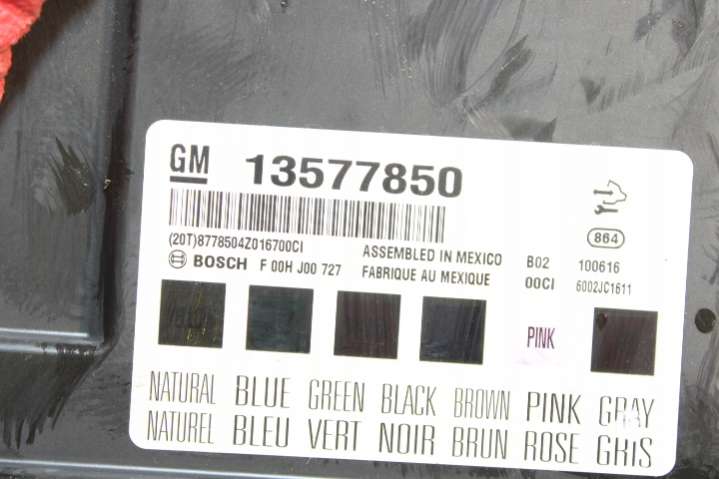 GM 13577850
(20T)8778504Z016700CI
864
BOSCH F 00H J00 727
ASSEMBLED IN MEXICO B02 100616
FABRIQUE AU MEXIQUE 00CI 6002JC1611
PINK
NATURAL BLUE GREEN BLACK BROWN PINK GRAY
NATUREL BLEU VERT NOIR BRUN ROSE GRIS